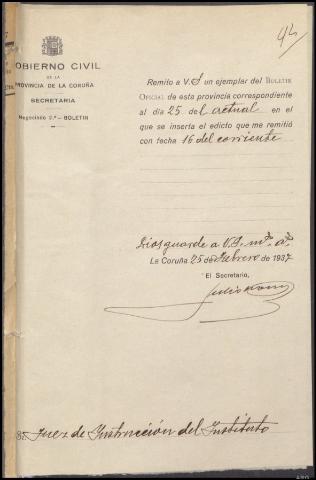 42
GOBIERNO CIVIL
DE LA
PROVINCIA DE LA CORUÑA
SECRETARIA
Negociado 2.º - BOLETIN
Remito a V.S un ejemplar del BOLETIN
OFICIAL de esta provincia correspondiente
al día 25 del actual en el
que se inserta el edicto que me remitió
con fecha 16 del corriente
Dios guarde a V.S. m.s a.s
La Coruña 25 de Febrero de 1937
El Secretario,
Sr. Juez de Instrucción del Instituto